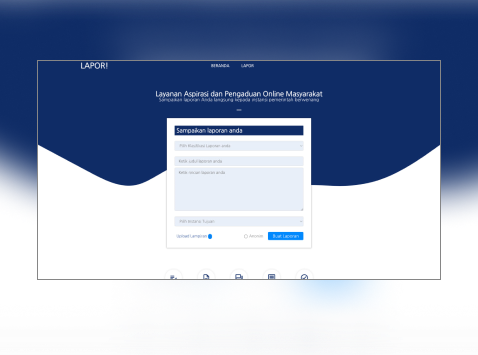 LAPOR!
BERANDA LAPOR
Layanan Aspirasi dan Pengaduan Online Masyarakat
Sampaikan laporan Anda langsung kepada instansi pemerintah berwenang
Sampaikan laporan anda
Pilih Klasifikasi Laporan anda
Ketik judul laporan anda
Ketik rincian laporan anda
Pilih Instansi Tujuan
Upload Lampiran Anonim Buat Laporan